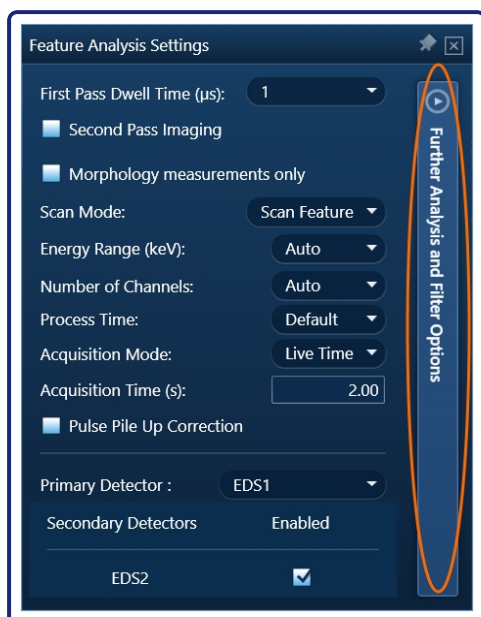 Feature Analysis Settings
First Pass Dwell Time (µs): 1
Second Pass Imaging
Morphology measurements only
Scan Mode: Scan Feature
Energy Range (keV): Auto
Number of Channels: Auto
Process Time: Default
Acquisition Mode: Live Time
Acquisition Time (s): 2.00
Pulse Pile Up Correction
Primary Detector : EDS1
Secondary Detectors Enabled
EDS2
Further Analysis and Filter Options